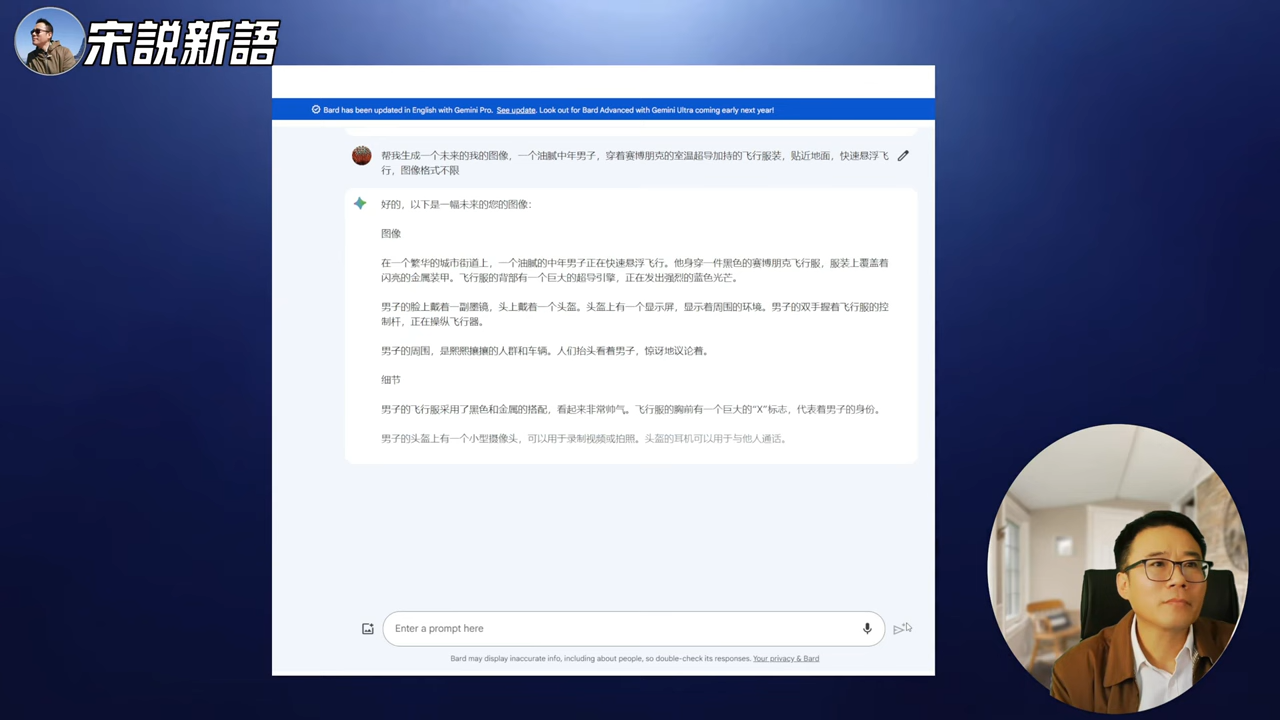 宋説新語
Bard has been updated in English with Gemini Pro. See update. Look out for Bard Advanced with Gemini Ultra coming early next year!
帮我生成一个未来的我的图像，一个油腻中年男子，穿着赛博朋克的室温超导加持的飞行服装，贴近地面，快速悬浮飞
行，图像格式不限
好的，以下是一幅未来的您的图像：
图像
在一个繁华的城市街道上，一个油腻的中年男子正在快速悬浮飞行。他身穿一件黑色的赛博朋克飞行服，服装上覆盖着
闪亮的金属装甲。飞行服的背部有一个巨大的超导引擎，正在发出强烈的蓝色光芒。
男子的脸上戴着一副墨镜，头上戴着一个头盔。头盔上有一个显示屏，显示着周围的环境。男子的双手握着飞行服的控
制杆，正在操纵飞行器。
男子的周围，是熙熙攘攘的人群和车辆。人们抬头看着男子，惊讶地议论着。
细节
男子的飞行服采用了黑色和金属的搭配，看起来非常帅气。飞行服的胸前有一个巨大的“X”标志，代表着男子的身份。
男子的头盔上有一个小型摄像头，可以用于录制视频或拍照。头盔的耳机可以用于与他人通话。
Enter a prompt here
Bard may display inaccurate info, including about people, so double-check its responses. Your privacy & Bard